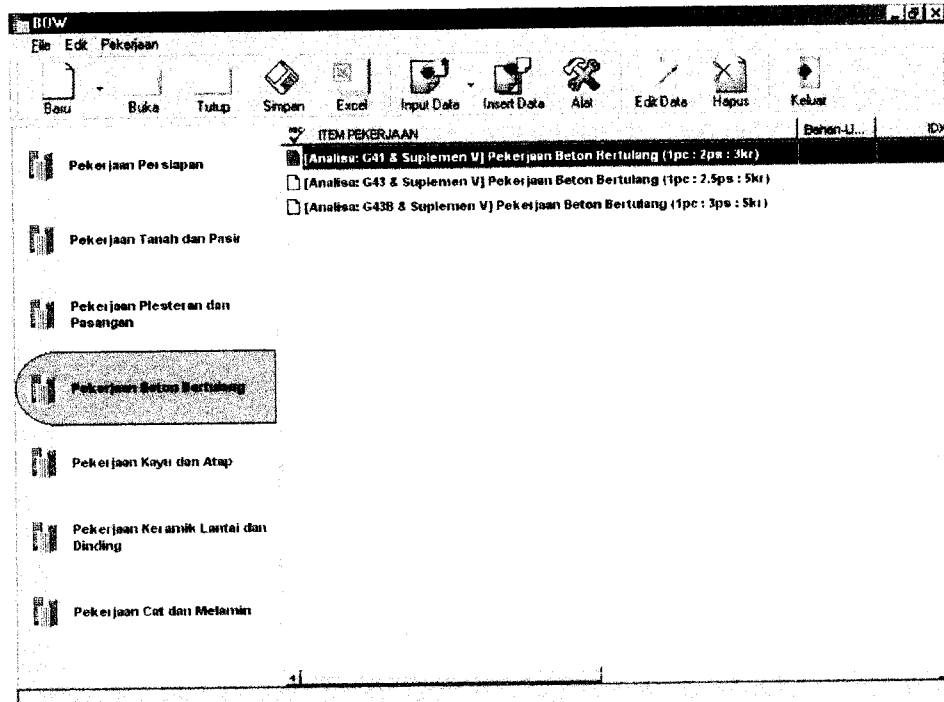 BOW
File Edit Pekerjaan
Baru Buka Tutup Simpan Excel Input Data Insert Data Alat Edit Data Hapus Keluar
ITEM PEKERJAAN Bahan-U... IDX
[Analisa: G41 & Suplemen V] Pekerjaan Beton Bertulang (1pc : 2ps : 3kr)
[Analisa: G43 & Suplemen V] Pekerjaan Beton Bertulang (1pc : 2.5ps : 5kr)
[Analisa: G43B & Suplemen V] Pekerjaan Beton Bertulang (1pc : 3ps : 5kr)
Pekerjaan Persiapan
Pekerjaan Tanah dan Pasir
Pekerjaan Plesteran dan
Pasangan
Pekerjaan Beton Bertulang
Pekerjaan Kayu dan Atap
Pekerjaan Keramik Lantai dan
Dinding
Pekerjaan Cat dan Melamin